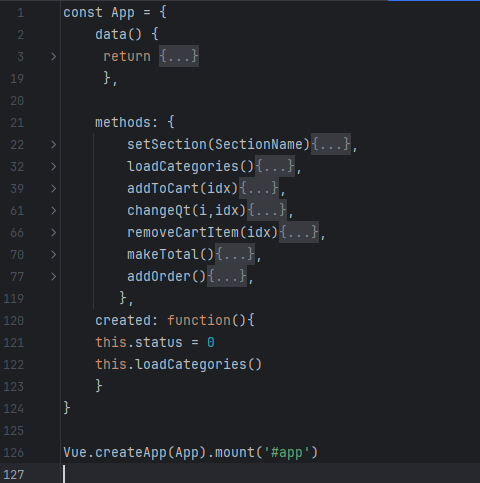 1 const App = {
2 data() {
3 return {...}
19 },
20
21 methods: {
22 setSection(SectionName){...},
32 loadCategories(){...},
39 addToCart(idx){...},
61 changeQt(i,idx){...},
66 removeCartItem(idx){...},
70 makeTotal(){...},
77 addOrder(){...},
119 },
120 created: function(){
121 this.status = 0
122 this.loadCategories()
123 }
124 }
125
126 Vue.createApp(App).mount('#app')
127